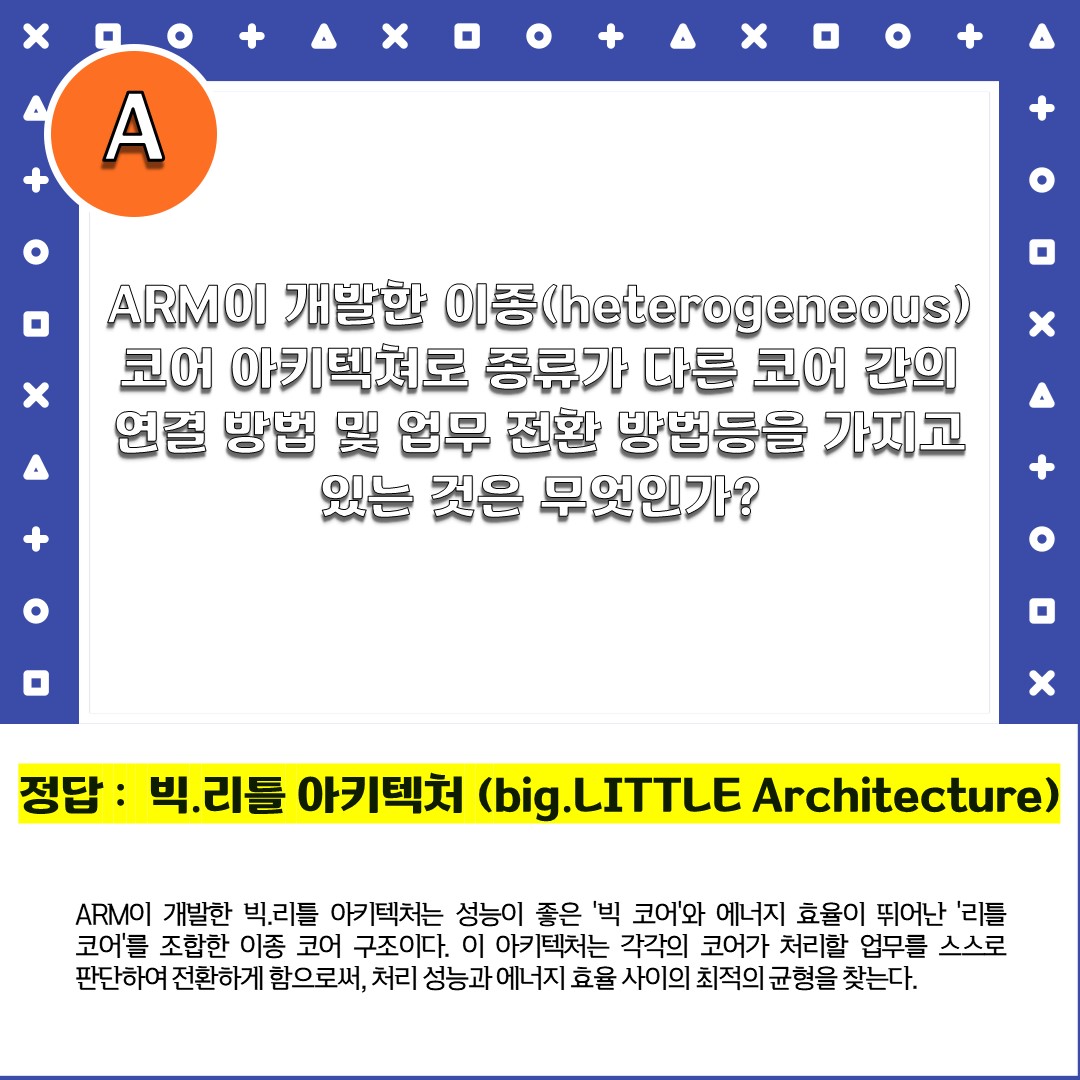 A
ARM이 개발한 이종(heterogeneous)
코어 아키텍쳐로 종류가 다른 코어 간의
연결 방법 및 업무 전환 방법등을 가지고
있는 것은 무엇인가?
정답 : 빅.리틀 아키텍처 (big.LITTLE Architecture)
ARM이 개발한 빅.리틀 아키텍처는 성능이 좋은 '빅 코어'와 에너지 효율이 뛰어난 '리틀
코어'를 조합한 이종 코어 구조이다. 이 아키텍처는 각각의 코어가 처리할 업무를 스스로
판단하여 전환하게 함으로써, 처리 성능과 에너지 효율 사이의 최적의 균형을 찾는다.